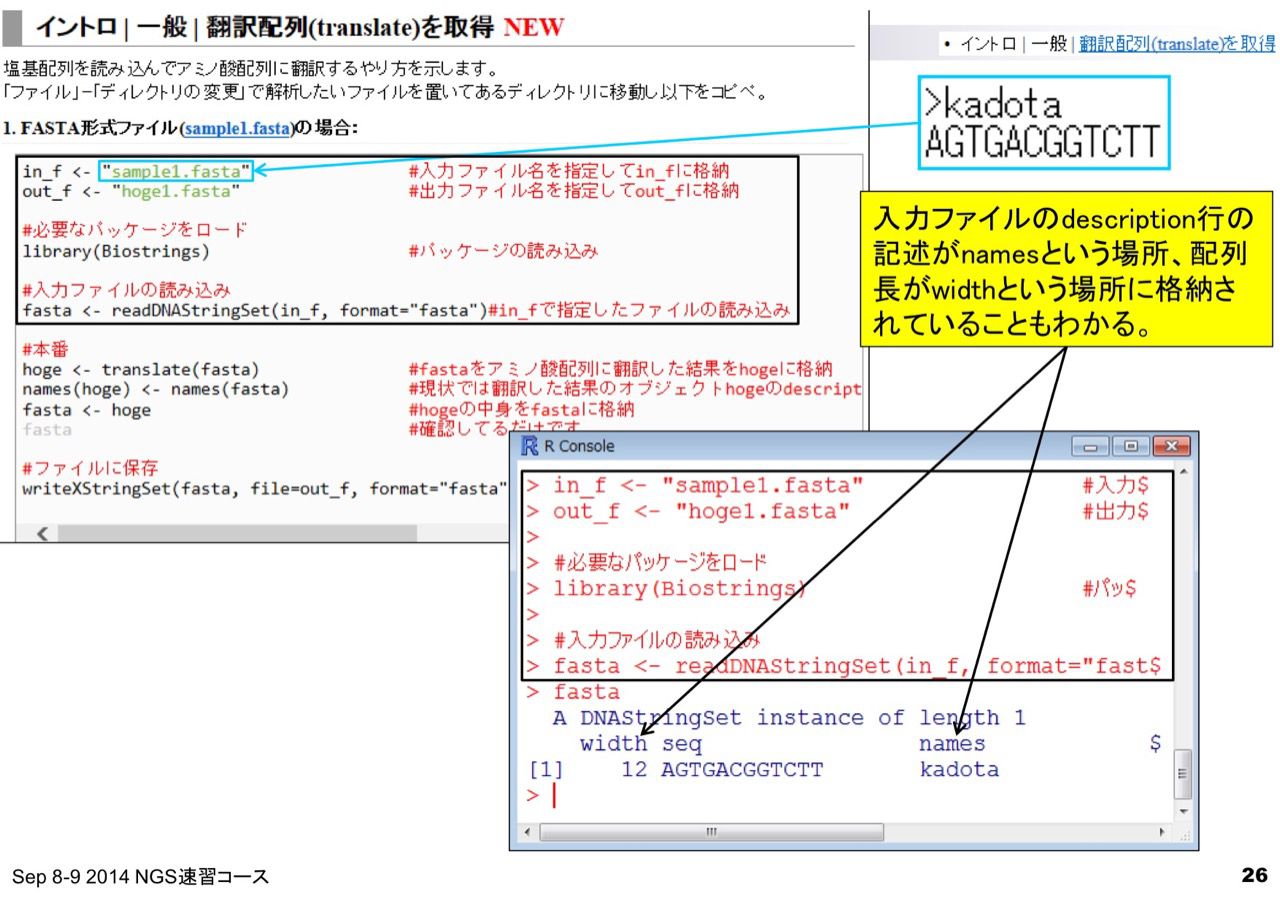 イントロ | 一般 | 翻訳配列(translate)を取得 NEW
塩基配列を読み込んでアミノ酸配列に翻訳するやり方を示します。
「ファイル」-「ディレクトリの変更」で解析したいファイルを置いてあるディレクトリに移動し以下をコピペ。
1. FASTA形式ファイル(sample1.fasta)の場合:
in_f <- "sample1.fasta" #入力ファイル名を指定してin_fに格納
out_f <- "hoge1.fasta" #出力ファイル名を指定してout_fに格納
#必要なパッケージをロード
library(Biostrings) #パッケージの読み込み
#入力ファイルの読み込み
fasta <- readDNAStringSet(in_f, format="fasta")#in_fで指定したファイルの読み込み
#本番
hoge <- translate(fasta) #fastaをアミノ酸配列に翻訳した結果をhogeに格納
names(hoge) <- names(fasta) #現状では翻訳した結果のオブジェクトhogeのdescript
fasta <- hoge #hogeの中身をfastaに格納
fasta #確認してるだけです
#ファイルに保存
writeXStringSet(fasta, file=out_f, format="fasta"
• イントロ | 一般 | 翻訳配列(translate)を取得
>kadota
AGTGACGGTCTT
入力ファイルのdescription行の
記述がnamesという場所、配列
長がwidthという場所に格納さ
れていることもわかる。
R Console
> in_f <- "sample1.fasta" #入力$
> out_f <- "hoge1.fasta" #出力$
>
> #必要なパッケージをロード
> library(Biostrings) #パッ$
>
> #入力ファイルの読み込み
> fasta <- readDNAStringSet(in_f, format="fast$
> fasta
A DNAStringSet instance of length 1
width seq names $
[1] 12 AGTGACGGTCTT kadota
>
Sep 8-9 2014 NGS速習コース
26